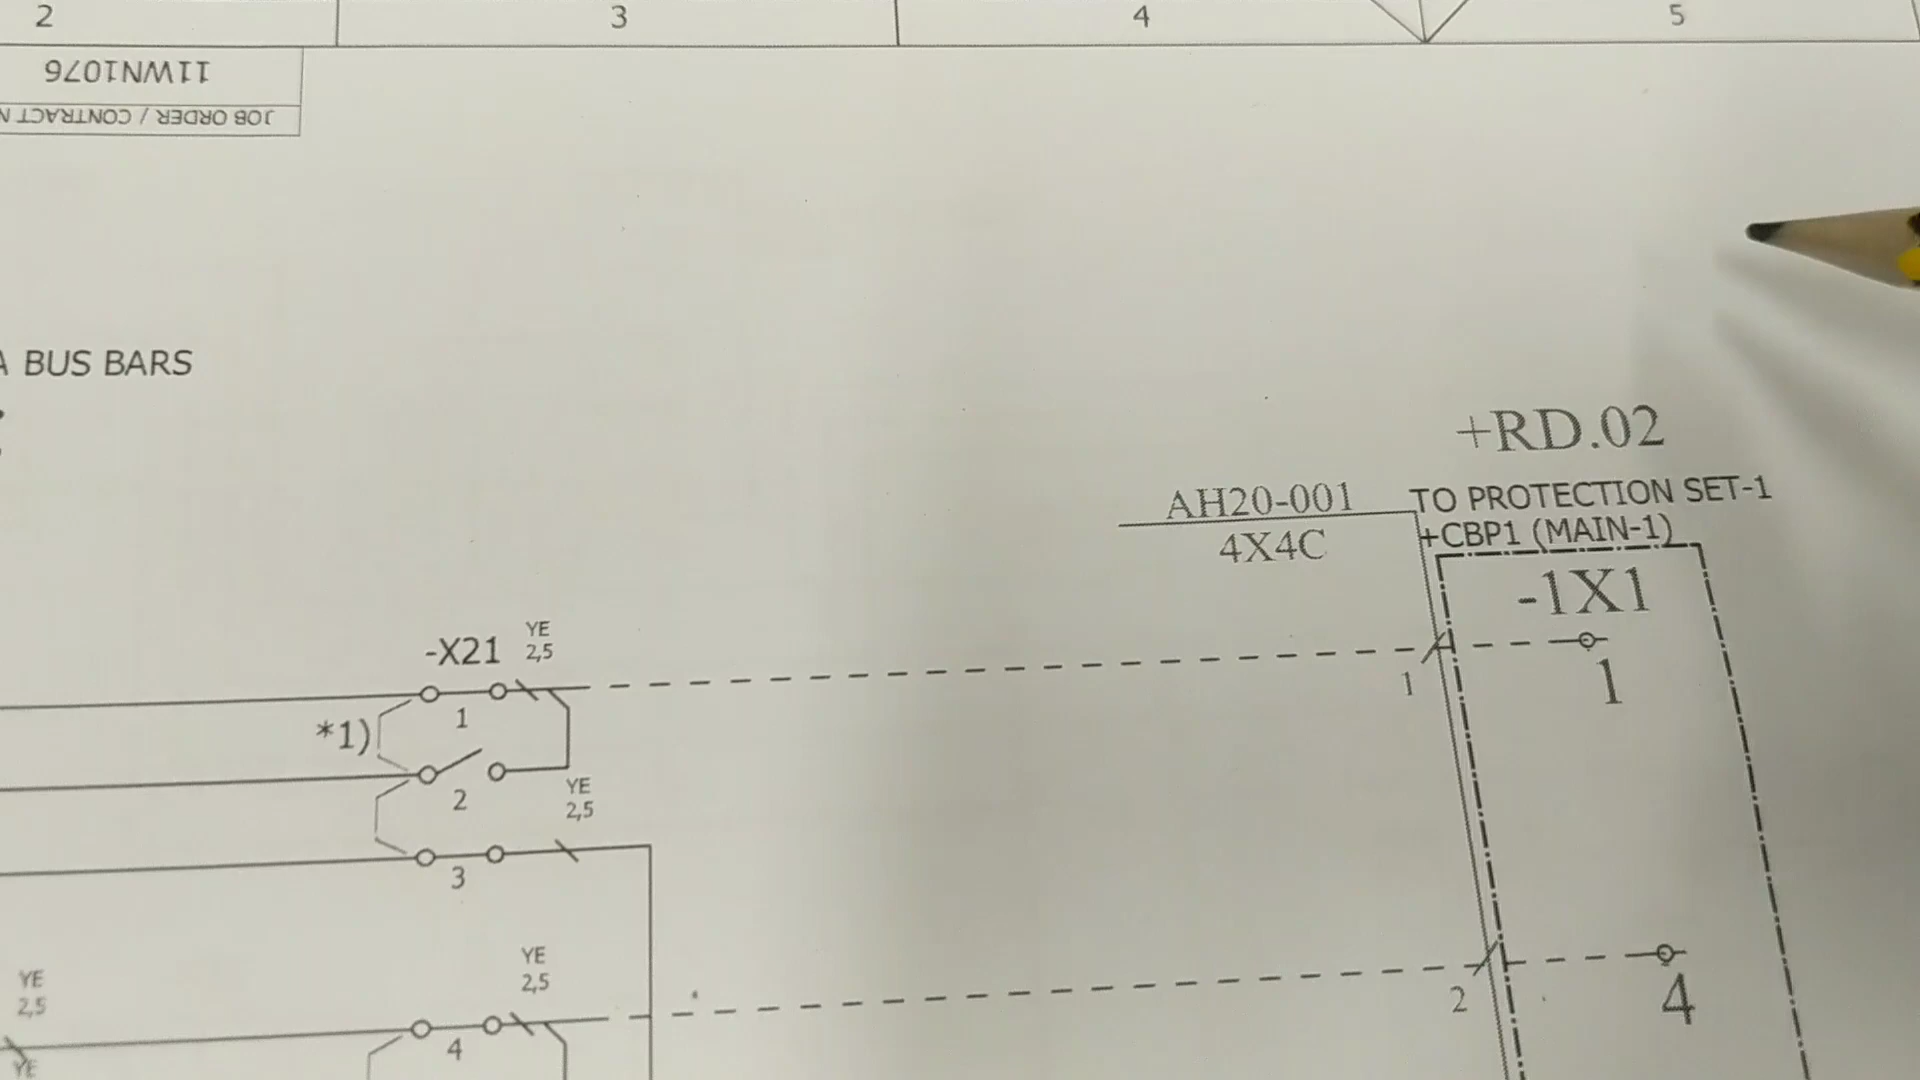 2 3 4 5
11WN1076
JOB ORDER / CONTRACT N
A BUS BARS
+RD.02
AH20-001
4X4C
TO PROTECTION SET-1
+CBP1 (MAIN-1)
-1X1
-X21
YE
2,5
1
1
1
*1)
2
YE
2,5
3
YE
2,5
YE
2,5
2
4
4
YE